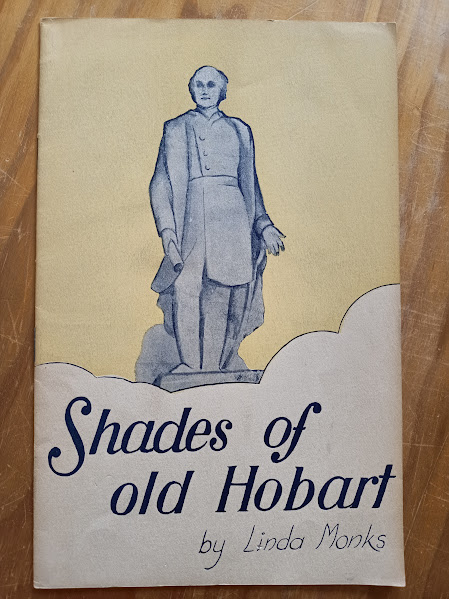 Shades of
old Hobart
by Linda Monks